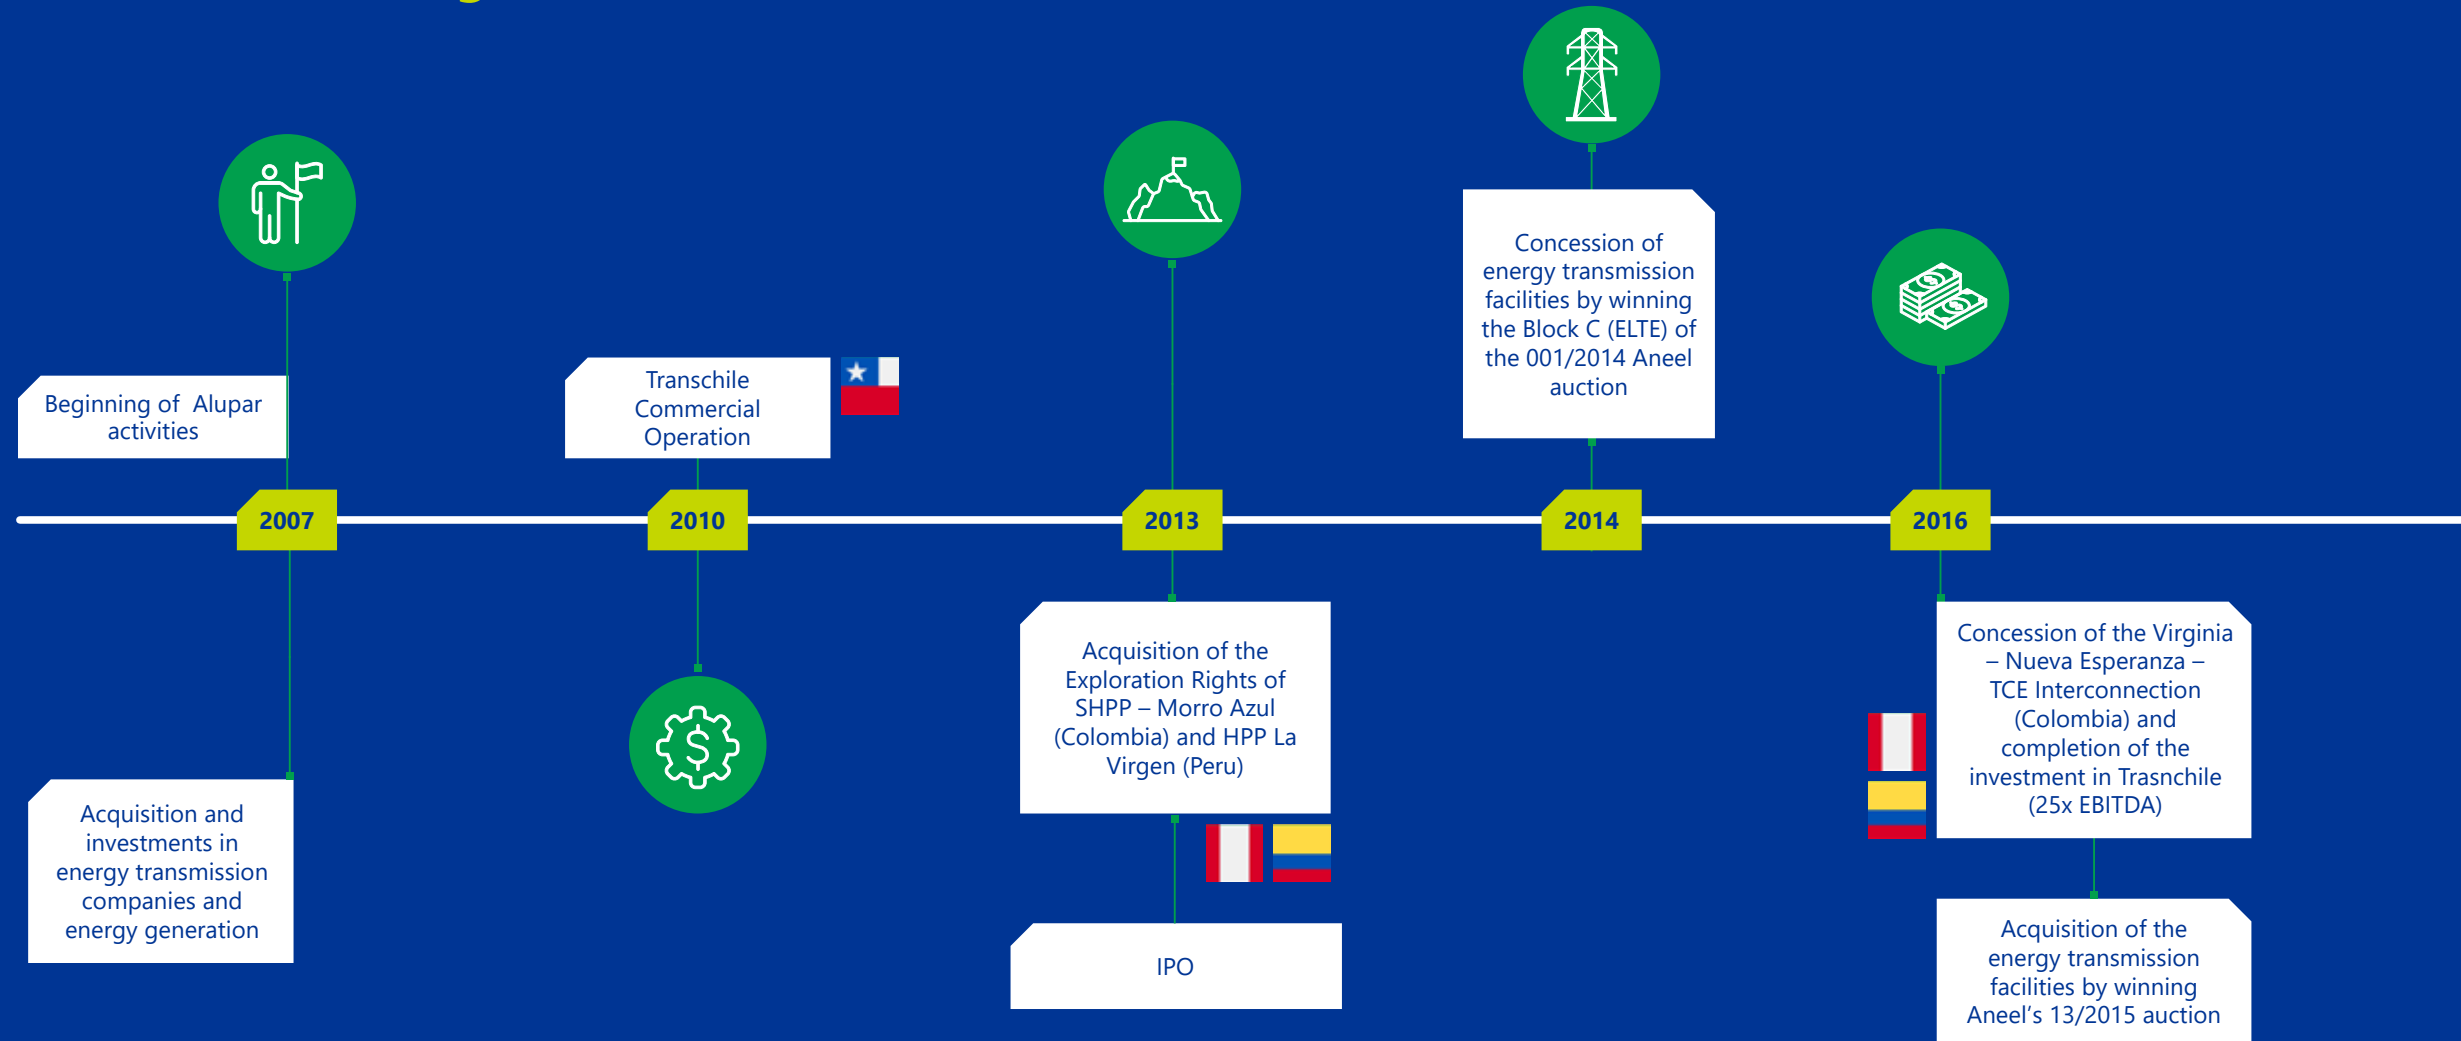 Beginning of Alupar
activities
2007
Acquisition and
investments in
energy transmission
companies and
energy generation
Transchile
Commercial
Operation
2010
2013
Acquisition of the
Exploration Rights of
SHPP – Morro Azul
(Colombia) and HPP La
Virgen (Peru)
IPO
Concession of
energy transmission
facilities by winning
the Block C (ELTE) of
the 001/2014 Aneel
auction
2014
2016
Concession of the Virginia
– Nueva Esperanza –
TCE Interconnection
(Colombia) and
completion of the
investment in Trasnchile
(25x EBITDA)
Acquisition of the
energy transmission
facilities by winning
Aneel’s 13/2015 auction